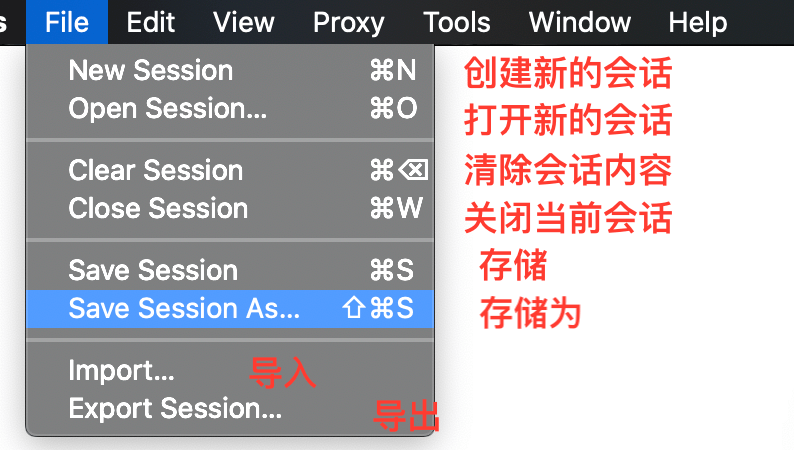 s File Edit View Proxy Tools Window Help
New Session ⌘N 创建新的会话
Open Session... ⌘O 打开新的会话
Clear Session ⌘⌫ 清除会话内容
Close Session ⌘W 关闭当前会话
Save Session ⌘S 存储
Save Session As... ⇧⌘S 存储为
Import... 导入
Export Session... 导出